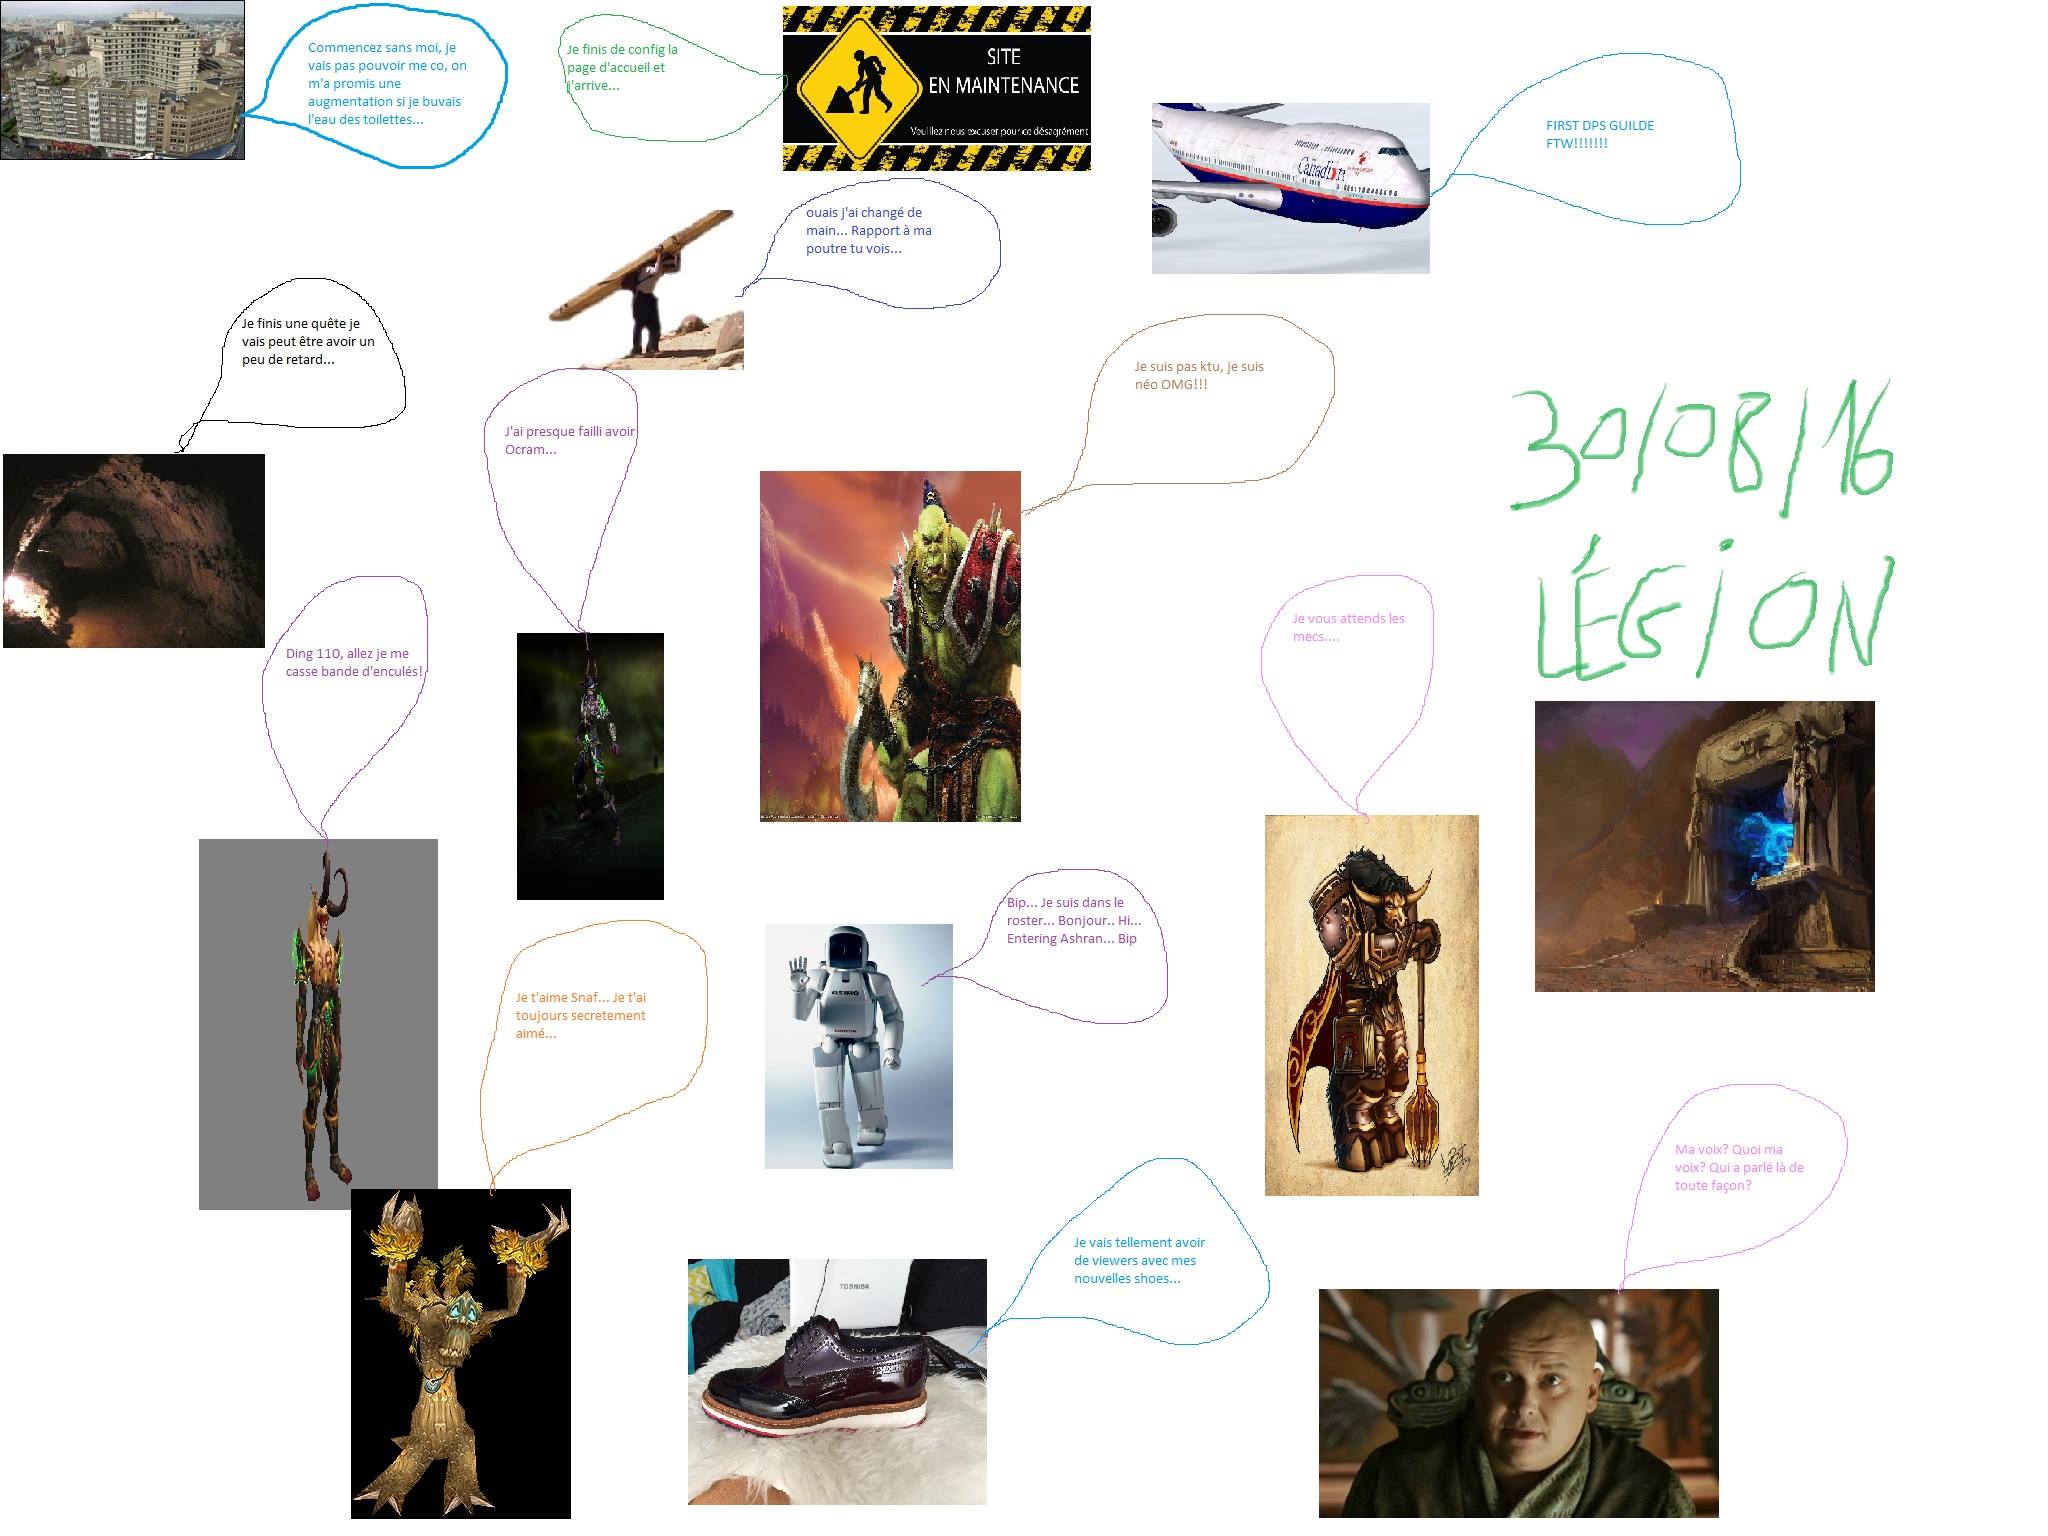 Commencez sans moi, je
vais pas pouvoir me co, on
m'a promis une
augmentation si je buvais
l'eau des toilettes...
Je finis de config la
page d'accueil et
j'arrive...
SITE
EN MAINTENANCE
Veuillez nous excuser pour ce désagrément
Canadian
FIRST DPS GUILDE
FTW!!!!!!!
ouais j'ai changé de
main... Rapport à ma
poutre tu vois...
Je finis une quête je
vais peut être avoir un
peu de retard...
J'ai presque failli avoir
Ocram...
Je suis pas ktu, je suis
néo OMG!!!
30/08/16
LÉGION
Ding 110, allez je me
casse bande d'enculés!
Je vous attends les
mecs....
Bip... Je suis dans le
roster... Bonjour.. Hi...
Entering Ashran... Bip
ASIMO
HONDA
Je t'aime Snaf... Je t'ai
toujours secretement
aimé...
Ma voix? Quoi ma
voix? Qui a parlé là de
toute façon?
Je vais tellement avoir
de viewers avec mes
nouvelles shoes...
TOSHIBA